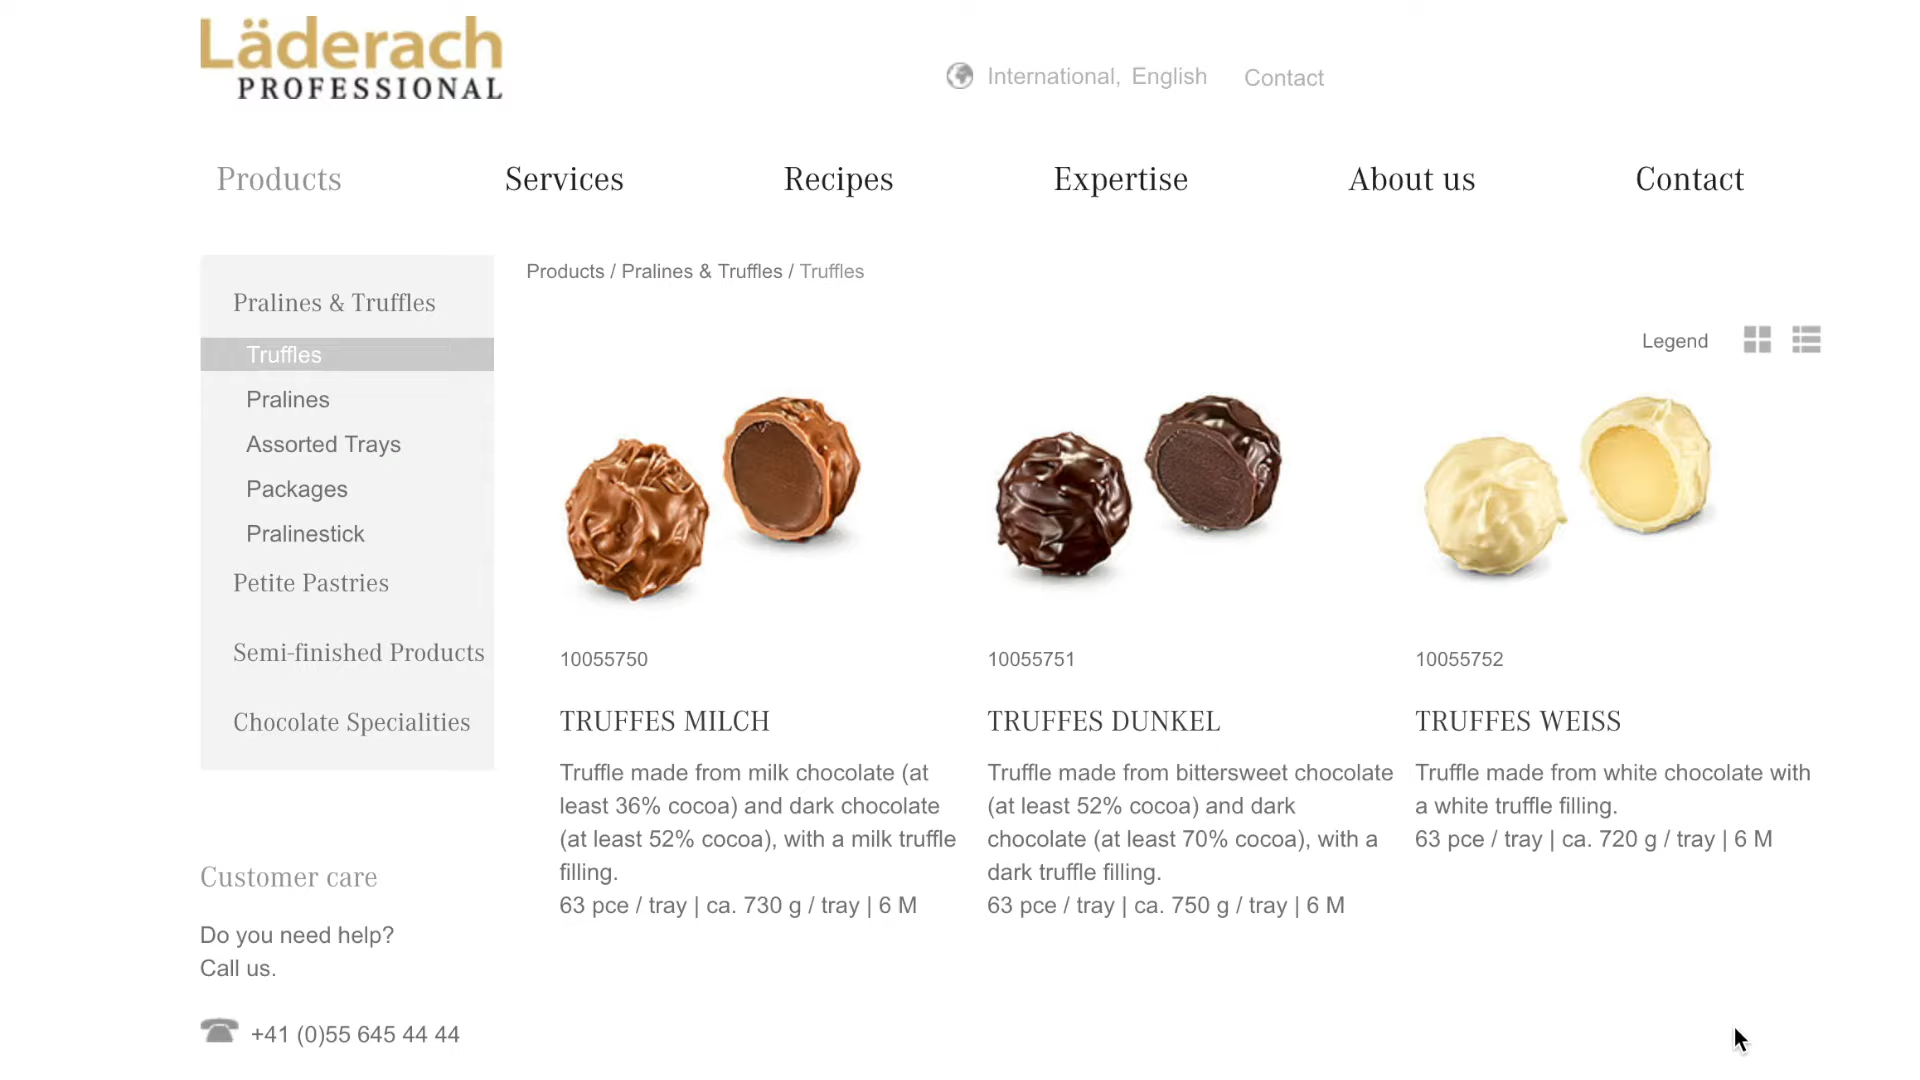 Läderach
PROFESSIONAL
International, English
Contact
Products
Services
Recipes
Expertise
About us
Contact
Pralines & Truffles
Truffles
Pralines
Assorted Trays
Packages
Pralinestick
Petite Pastries
Semi-finished Products
Chocolate Specialities
Customer care
Do you need help?
Call us.
+41 (0)55 645 44 44
Products / Pralines & Truffles / Truffles
Legend
10055750
TRUFFES MILCH
Truffle made from milk chocolate (at
least 36% cocoa) and dark chocolate
(at least 52% cocoa), with a milk truffle
filling.
63 pce / tray | ca. 730 g / tray | 6 M
10055751
TRUFFES DUNKEL
Truffle made from bittersweet chocolate
(at least 52% cocoa) and dark
chocolate (at least 70% cocoa), with a
dark truffle filling.
63 pce / tray | ca. 750 g / tray | 6 M
10055752
TRUFFES WEISS
Truffle made from white chocolate with
a white truffle filling.
63 pce / tray | ca. 720 g / tray | 6 M